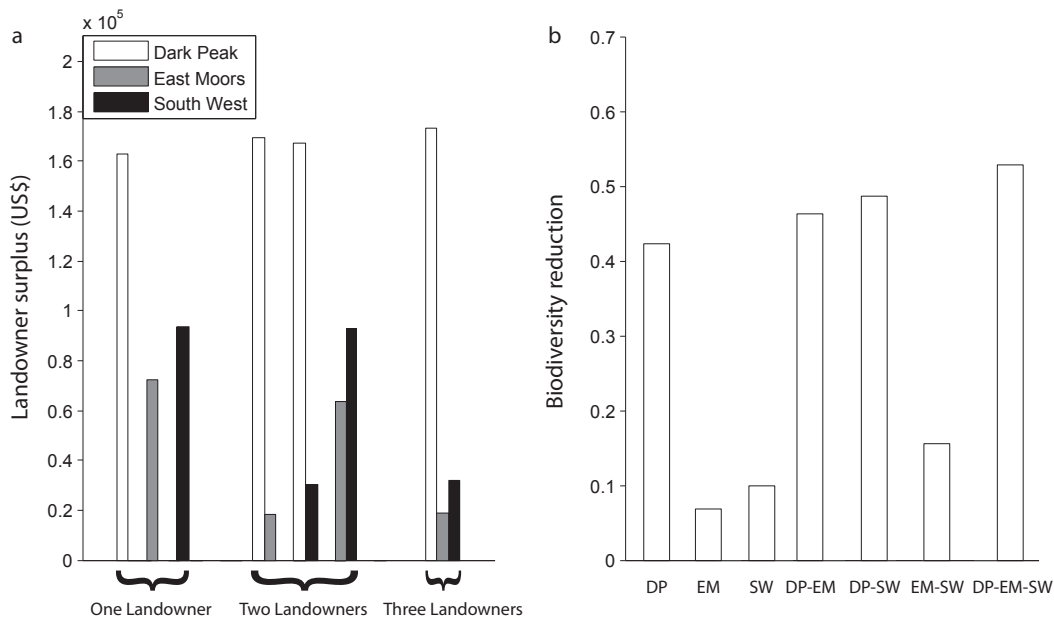 a
x 10⁵
Dark Peak
East Moors
South West
Landowner surplus (US$)
2
1.8
1.6
1.4
1.2
1
0.8
0.6
0.4
0.2
0
One Landowner
Two Landowners
Three Landowners
b
Biodiversity reduction
0.7
0.6
0.5
0.4
0.3
0.2
0.1
0
DP
EM
SW
DP-EM
DP-SW
EM-SW
DP-EM-SW